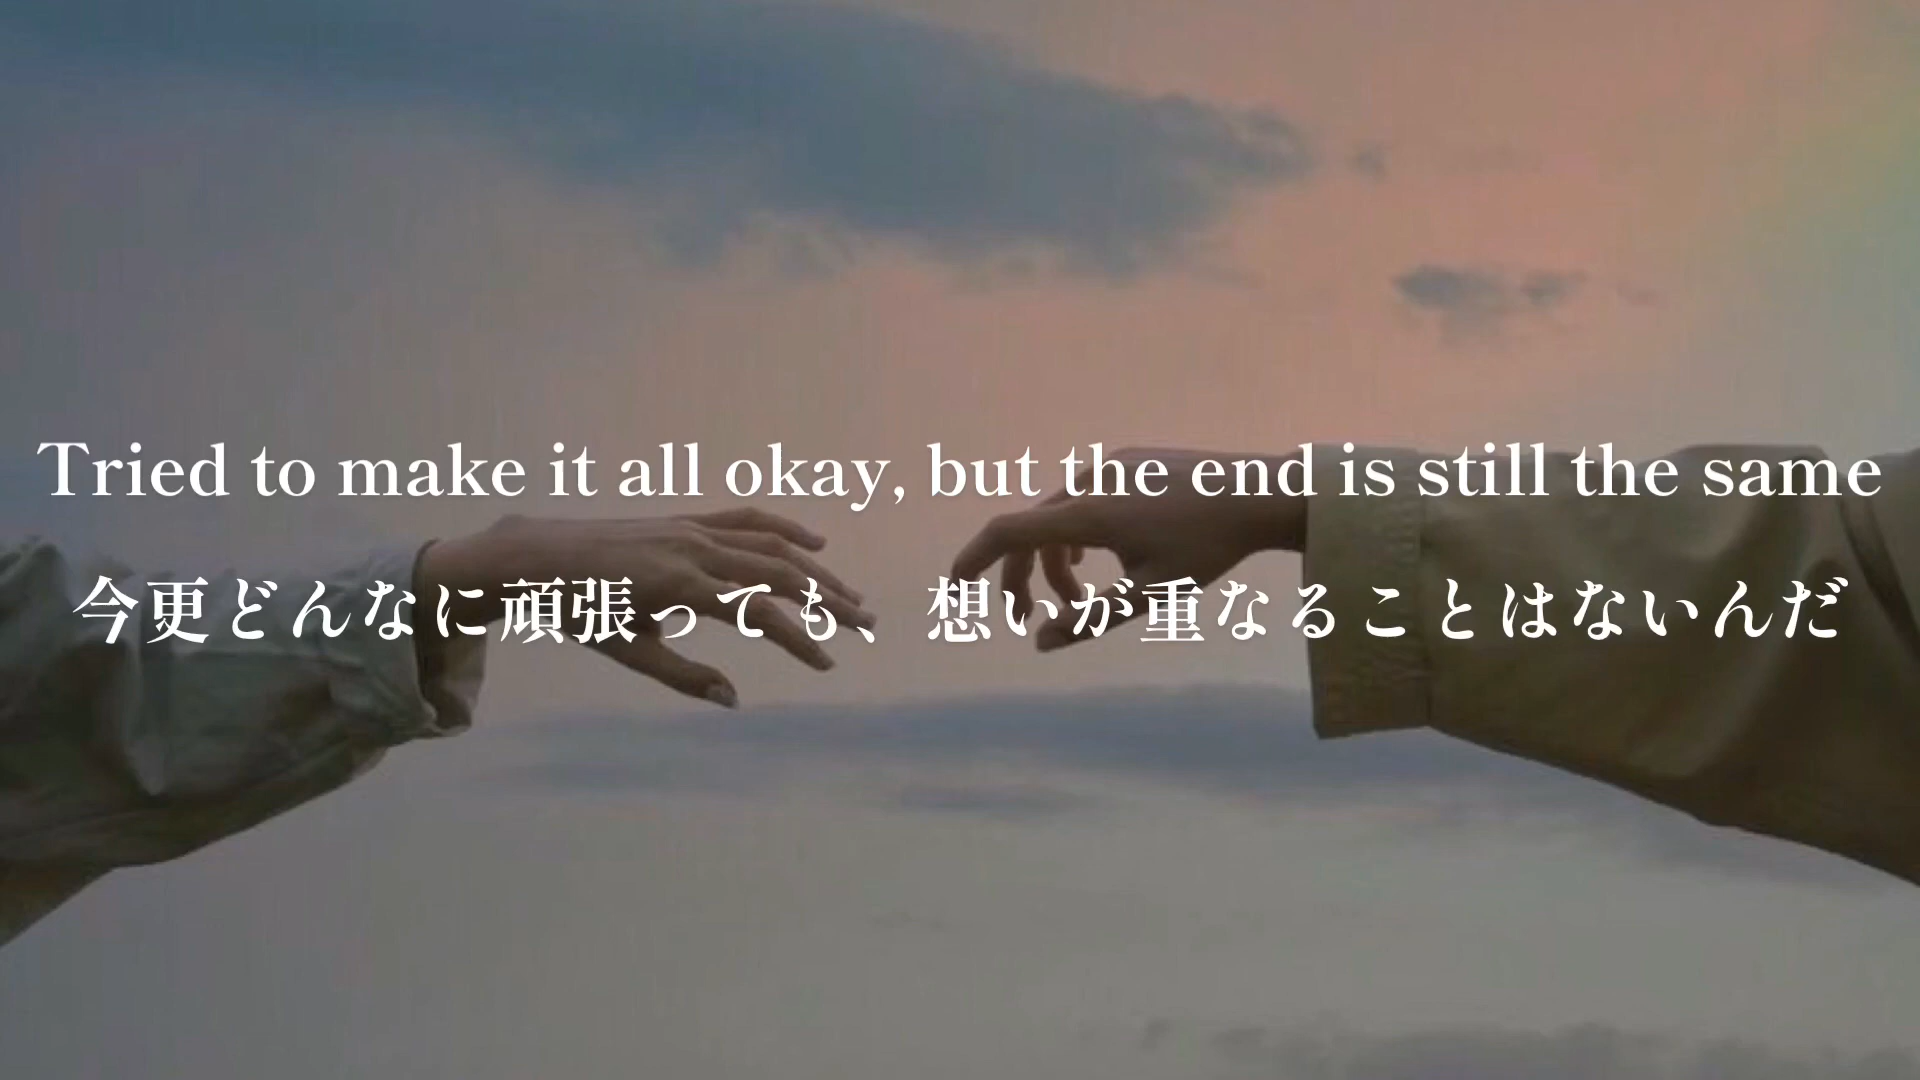 Tried to make it all okay, but the end is still the same
今更どんなに頑張っても、想いが重なることはないんだ